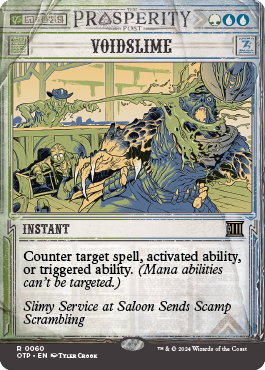 THE
PROSPERITY
POST
VOIDSLIME
INSTANT
Counter target spell, activated ability,
or triggered ability. (Mana abilities
can't be targeted.)
Slimy Service at Saloon Sends Scamp
Scrambling
R 0060
OTP • EN TYLER CROOK
™ & © 2024 Wizards of the Coast